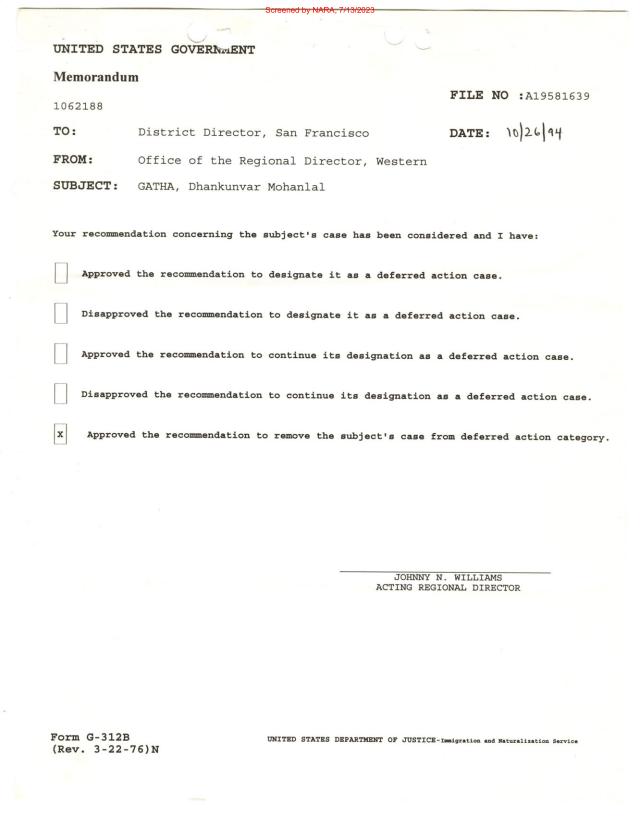 Screened by NARA, 7/13/2023
UNITED STATES GOVERNMENT
Memorandum
FILE NO :A19581639
1062188
TO: District Director, San Francisco DATE: 10/26/94
FROM: Office of the Regional Director, Western
SUBJECT: GATHA, Dhankunvar Mohanlal
Your recommendation concerning the subject's case has been considered and I have:
Approved the recommendation to designate it as a deferred action case.
Disapproved the recommendation to designate it as a deferred action case.
Approved the recommendation to continue its designation as a deferred action case.
Disapproved the recommendation to continue its designation as a deferred action case.
x Approved the recommendation to remove the subject's case from deferred action category.
JOHNNY N. WILLIAMS
ACTING REGIONAL DIRECTOR
Form G-312B
(Rev. 3-22-76)N
UNITED STATES DEPARTMENT OF JUSTICE-Immigration and Naturalization Service